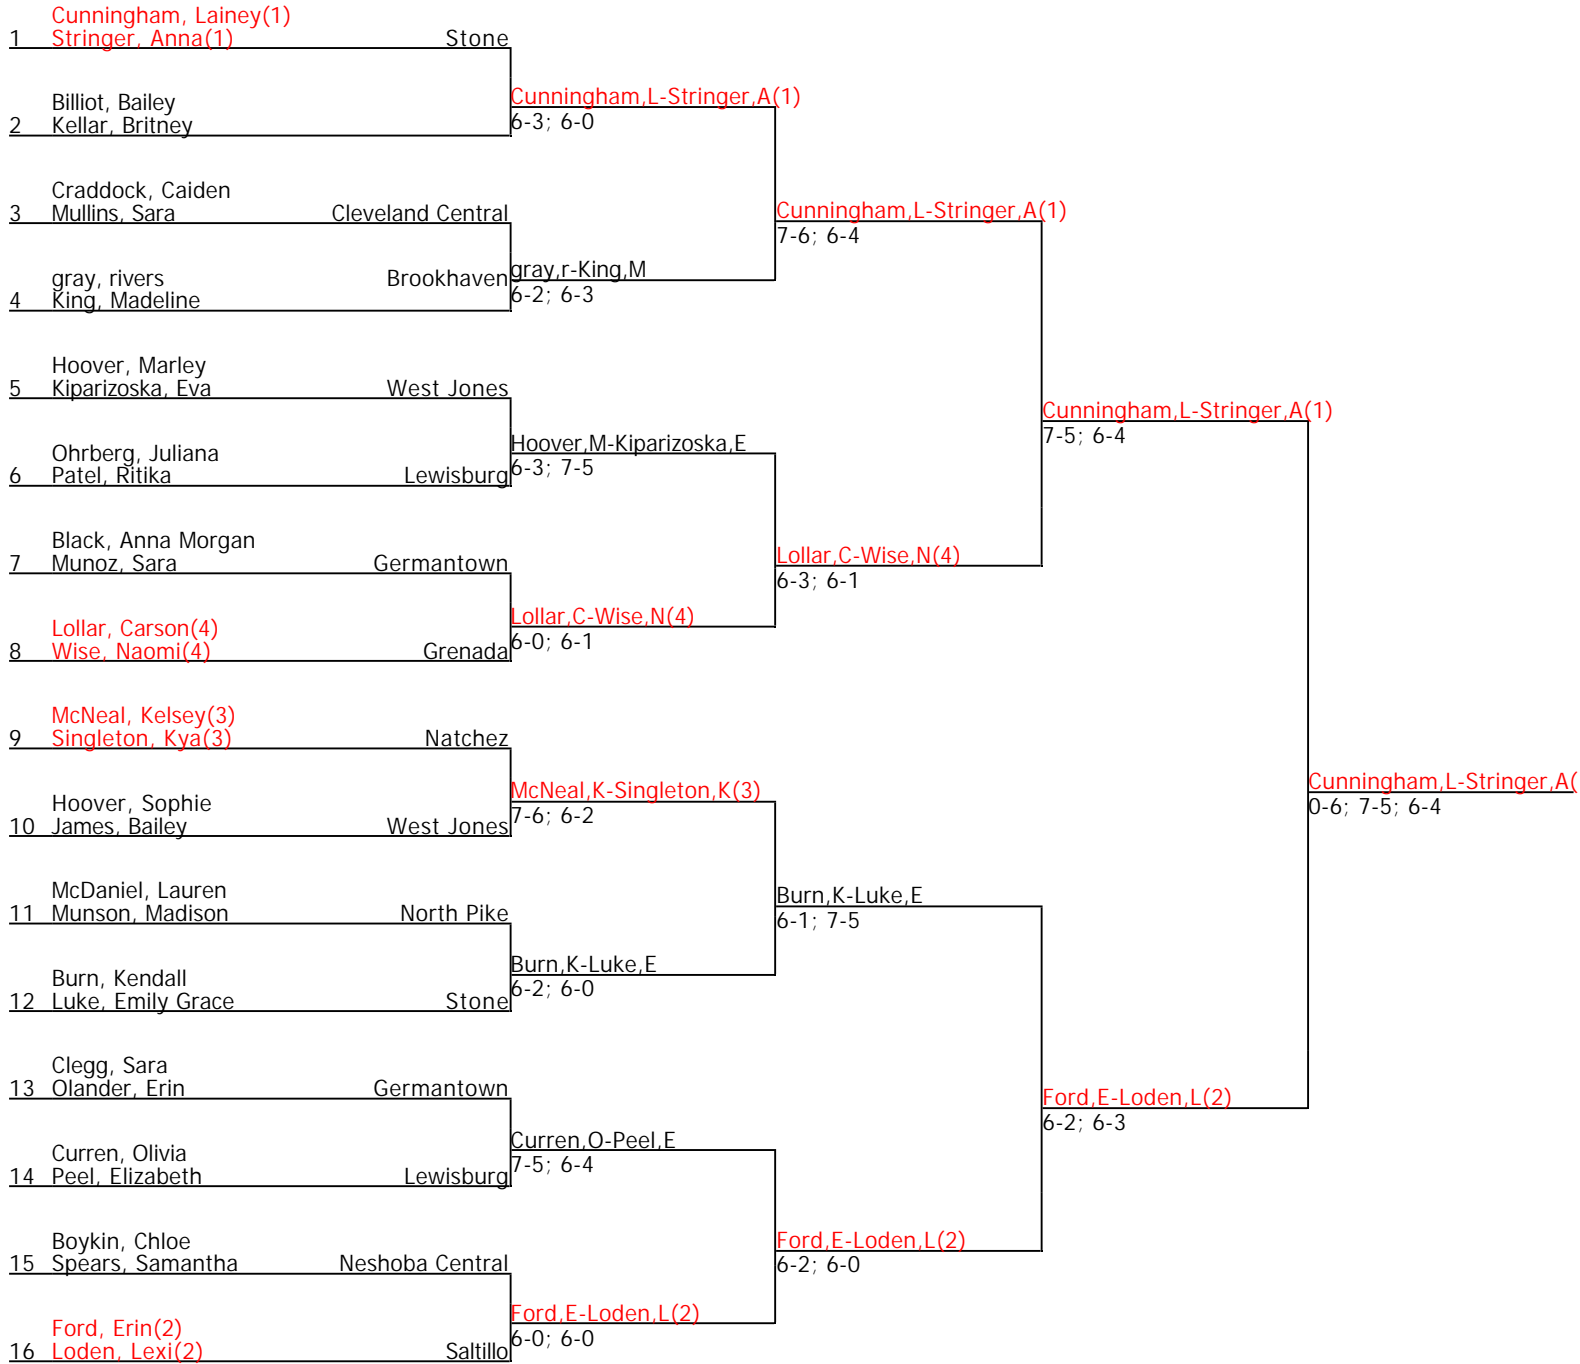 Cunningham, Lainey(1)
1 Stringer, Anna(1) Stone
Billiot, Bailey
2 Kellar, Britney
Cunningham,L-Stringer,A(1)
6-3; 6-0
Craddock, Caiden
3 Mullins, Sara Cleveland Central
gray, rivers Brookhaven
4 King, Madeline
gray,r-King,M
6-2; 6-3
Cunningham,L-Stringer,A(1)
7-6; 6-4
Hoover, Marley
5 Kiparizoska, Eva West Jones
Ohrberg, Juliana
6 Patel, Ritika Lewisburg
Hoover,M-Kiparizoska,E
6-3; 7-5
Black, Anna Morgan
7 Munoz, Sara Germantown
Lollar, Carson(4)
8 Wise, Naomi(4) Grenada
Lollar,C-Wise,N(4)
6-0; 6-1
Lollar,C-Wise,N(4)
6-3; 6-1
Cunningham,L-Stringer,A(1)
7-5; 6-4
McNeal, Kelsey(3)
9 Singleton, Kya(3) Natchez
Hoover, Sophie
10 James, Bailey West Jones
McNeal,K-Singleton,K(3)
7-6; 6-2
McDaniel, Lauren
11 Munson, Madison North Pike
Burn, Kendall
12 Luke, Emily Grace Stone
Burn,K-Luke,E
6-2; 6-0
Burn,K-Luke,E
6-1; 7-5
Clegg, Sara
13 Olander, Erin Germantown
Curren, Olivia
14 Peel, Elizabeth Lewisburg
Curren,O-Peel,E
7-5; 6-4
Boykin, Chloe
15 Spears, Samantha Neshoba Central
Ford, Erin(2)
16 Loden, Lexi(2) Saltillo
Ford,E-Loden,L(2)
6-0; 6-0
Ford,E-Loden,L(2)
6-2; 6-0
Ford,E-Loden,L(2)
6-2; 6-3
Cunningham,L-Stringer,A(
0-6; 7-5; 6-4